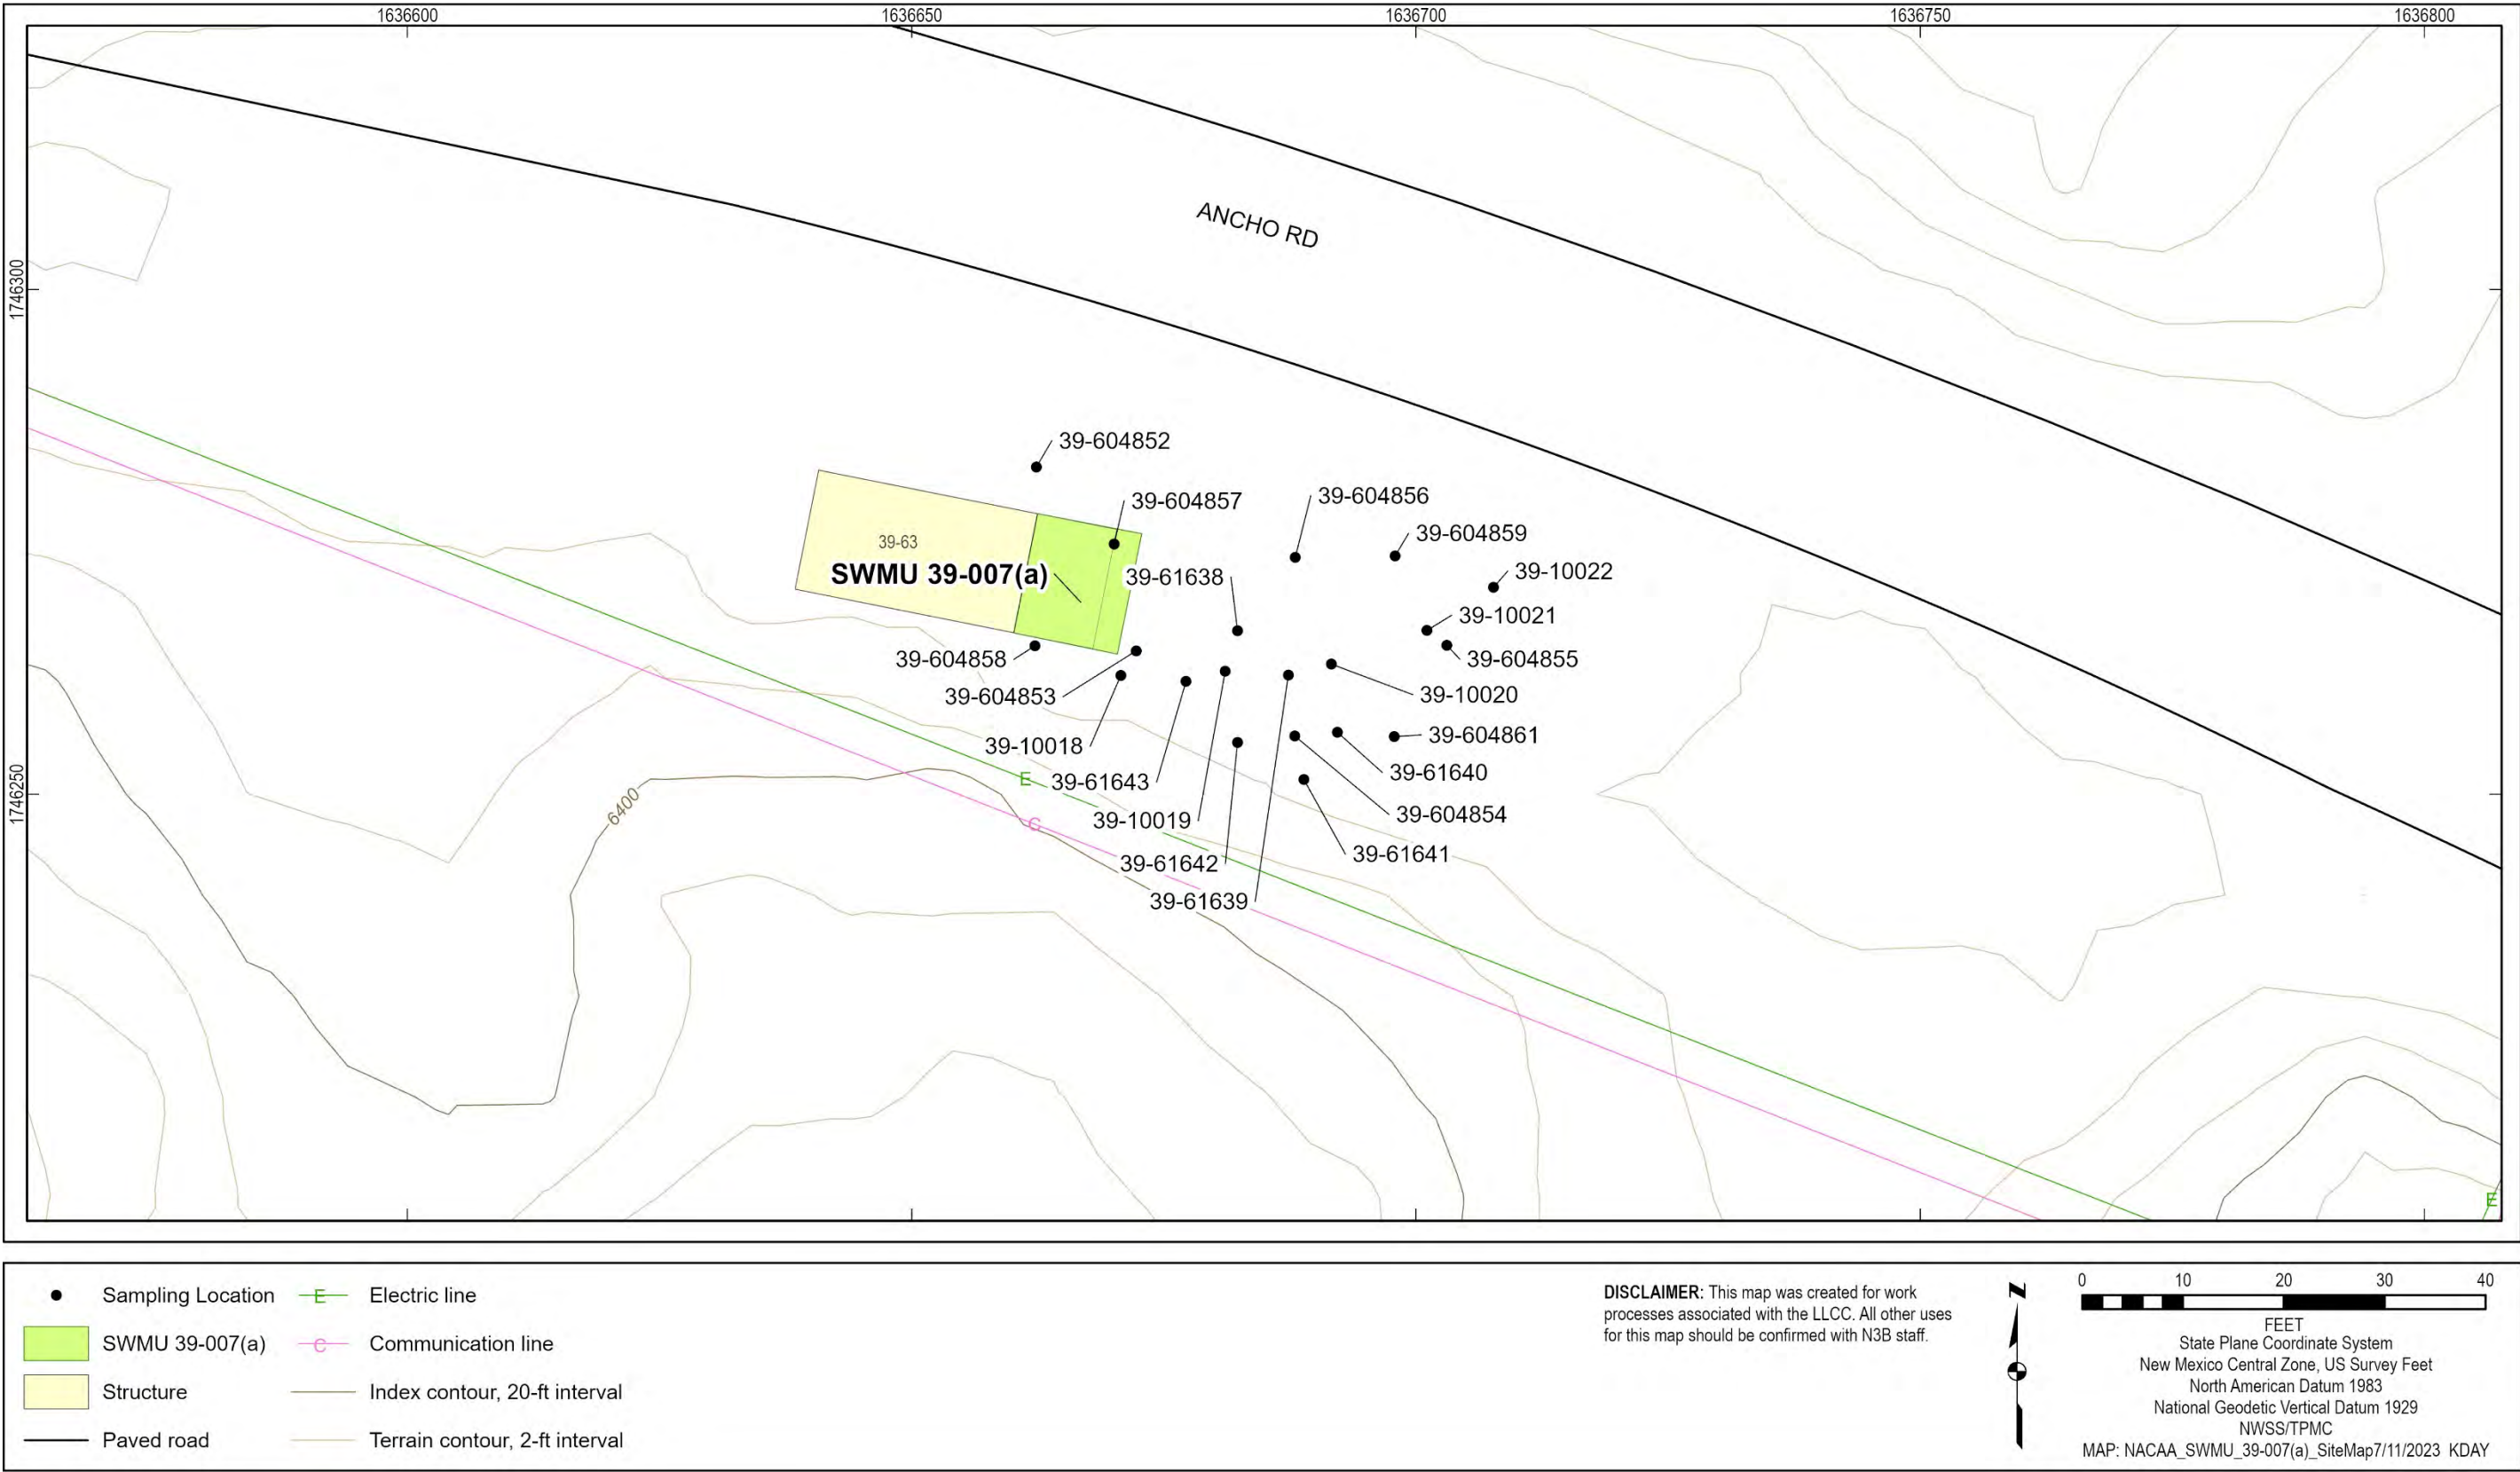 1636600
1636650
1636700
1636750
1636800
ANCHO RD
1746300
39-604852
39-604856
39-604857
39-604859
39-63
SWMU 39-007(a)
39-61638
39-10022
39-10021
39-604858
39-604855
39-604853
39-10020
39-604861
39-10018
39-61640
E
39-61643
1746250
6400
39-604854
39-10019
C
39-61641
39-61642
39-61639
E
Sampling Location
E
Electric line
SWMU 39-007(a)
C
Communication line
Structure
Index contour, 20-ft interval
Paved road
Terrain contour, 2-ft interval
DISCLAIMER: This map was created for work
processes associated with the LLCC. All other uses
for this map should be confirmed with N3B staff.
N
0 10 20 30 40
FEET
State Plane Coordinate System
New Mexico Central Zone, US Survey Feet
North American Datum 1983
National Geodetic Vertical Datum 1929
NWSS/TPMC
MAP: NACAA_SWMU_39-007(a)_SiteMap7/11/2023 KDAY